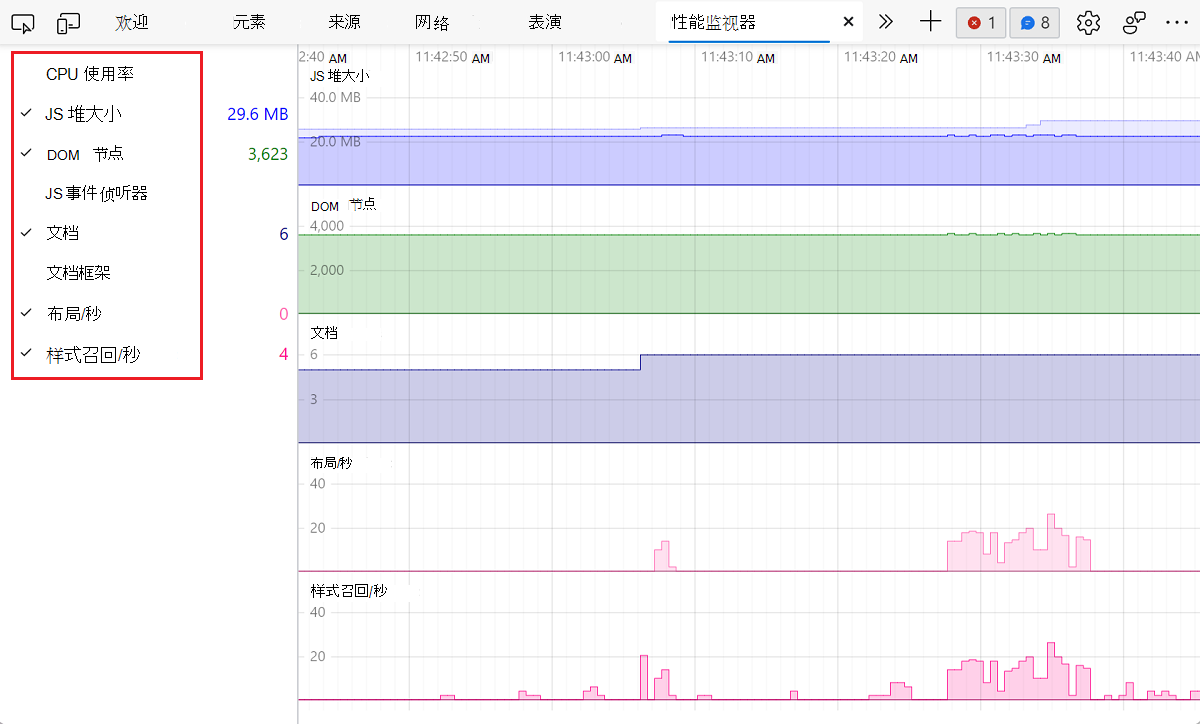 欢迎 元素 来源 网络 表演 性能监视器 1 8
CPU 使用率
JS 堆大小 29.6 MB
DOM 节点 3,623
JS 事件侦听器
文档 6
文档框架
布局/秒 0
样式召回/秒 4
2:40 AM 11:42:50 AM 11:43:00 AM 11:43:10 AM 11:43:20 AM 11:43:30 AM 11:43:40 AM
JS 堆大小
40.0 MB
20.0 MB
DOM 节点
4,000
2,000
文档
6
3
布局/秒
40
20
样式召回/秒
40
20